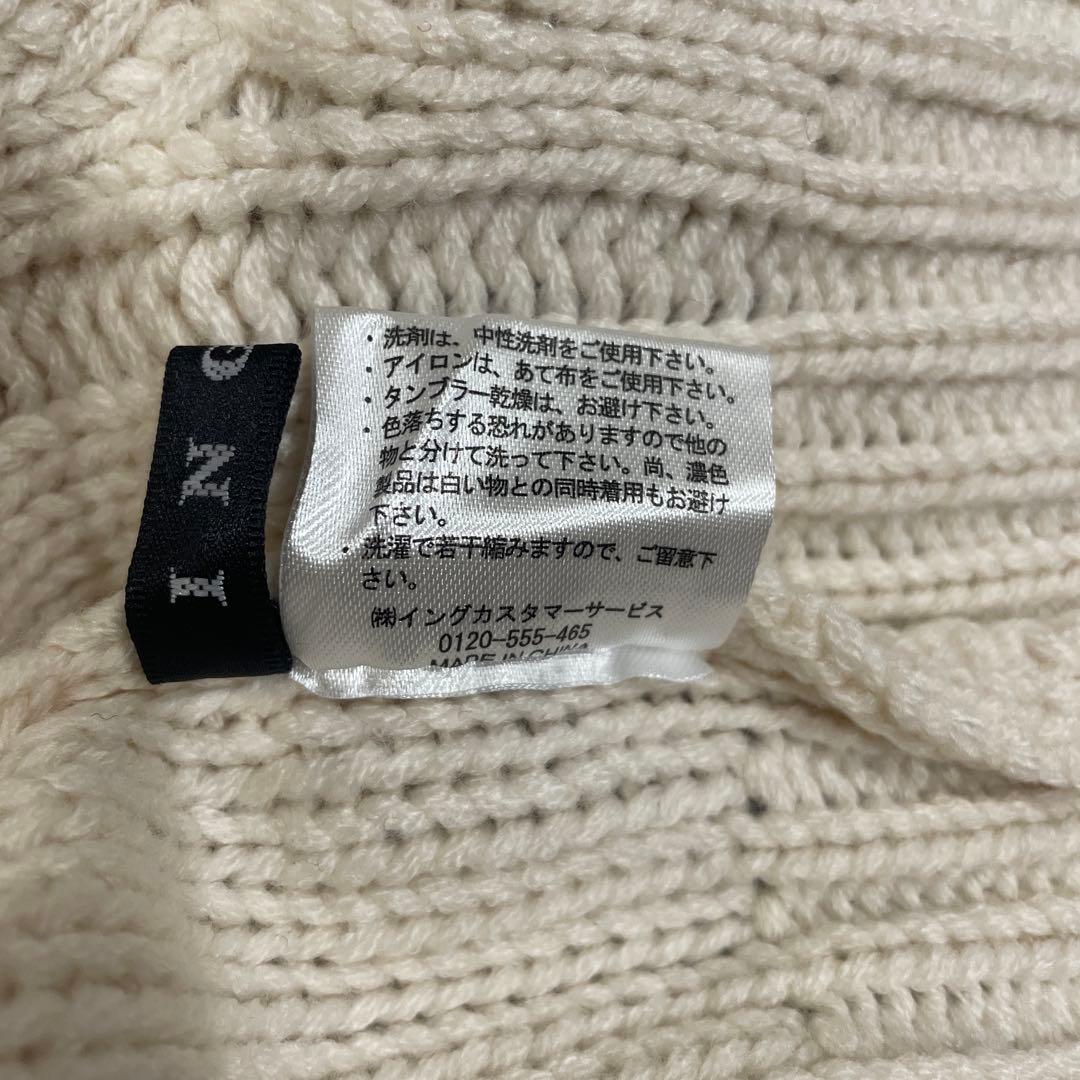 ・洗剤は、中性洗剤をご使用下さい。
・アイロンは、あて布をご使用下さい。
・タンブラー乾燥は、お避け下さい。
・色落ちする恐れがありますので他の
物と分けて洗って下さい。尚、濃色
製品は白い物との同時着用もお避け
下さい。
・洗濯で若干縮みますので、ご留意下
さい。
㈱イングカスタマーサービス
0120-555-465
MADE IN CHINA
I N G